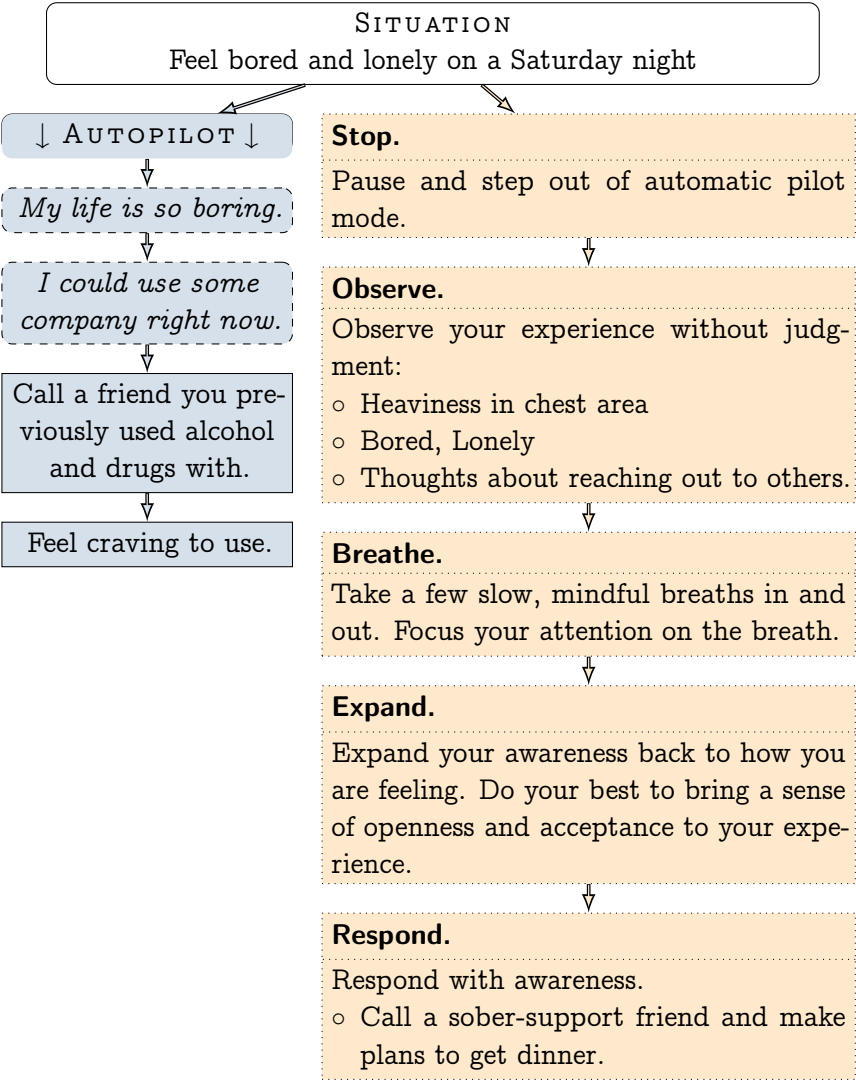 SITUATION
Feel bored and lonely on a Saturday night
↓ AUTOPILOT ↓
My life is so boring.
I could use some
company right now.
Call a friend you pre-
viously used alcohol
and drugs with.
Feel craving to use.
Stop.
Pause and step out of automatic pilot
mode.
Observe.
Observe your experience without judg-
ment:
○ Heaviness in chest area
○ Bored, Lonely
○ Thoughts about reaching out to others.
Breathe.
Take a few slow, mindful breaths in and
out. Focus your attention on the breath.
Expand.
Expand your awareness back to how you
are feeling. Do your best to bring a sense
of openness and acceptance to your expe-
rience.
Respond.
Respond with awareness.
○ Call a sober-support friend and make
plans to get dinner.